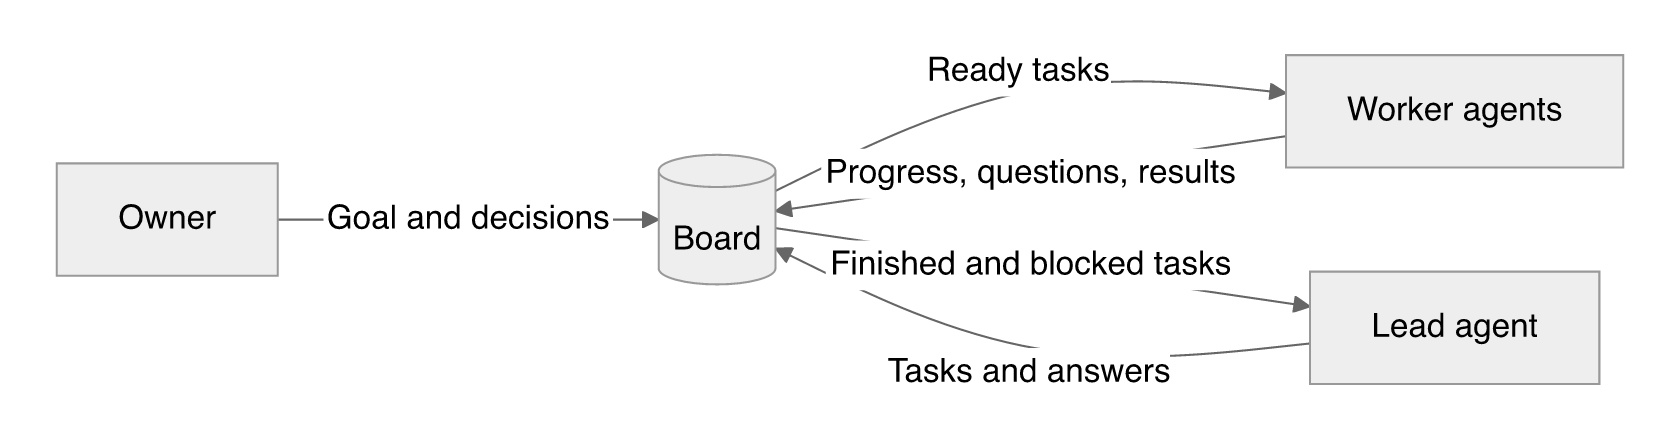 Ready tasks
Worker agents
Progress, questions, results
Owner
Goal and decisions
Board
Finished and blocked tasks
Lead agent
Tasks and answers